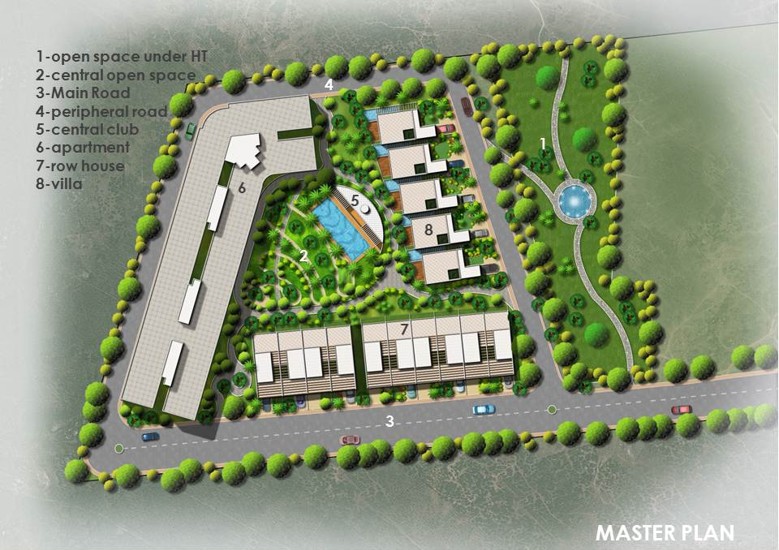 1-open space under HT
2-central open space
3-Main Road
4-peripheral road
5-central club
6-apartment
7-row house
8-villa
4
1
6
5
8
2
7
3
MASTER PLAN